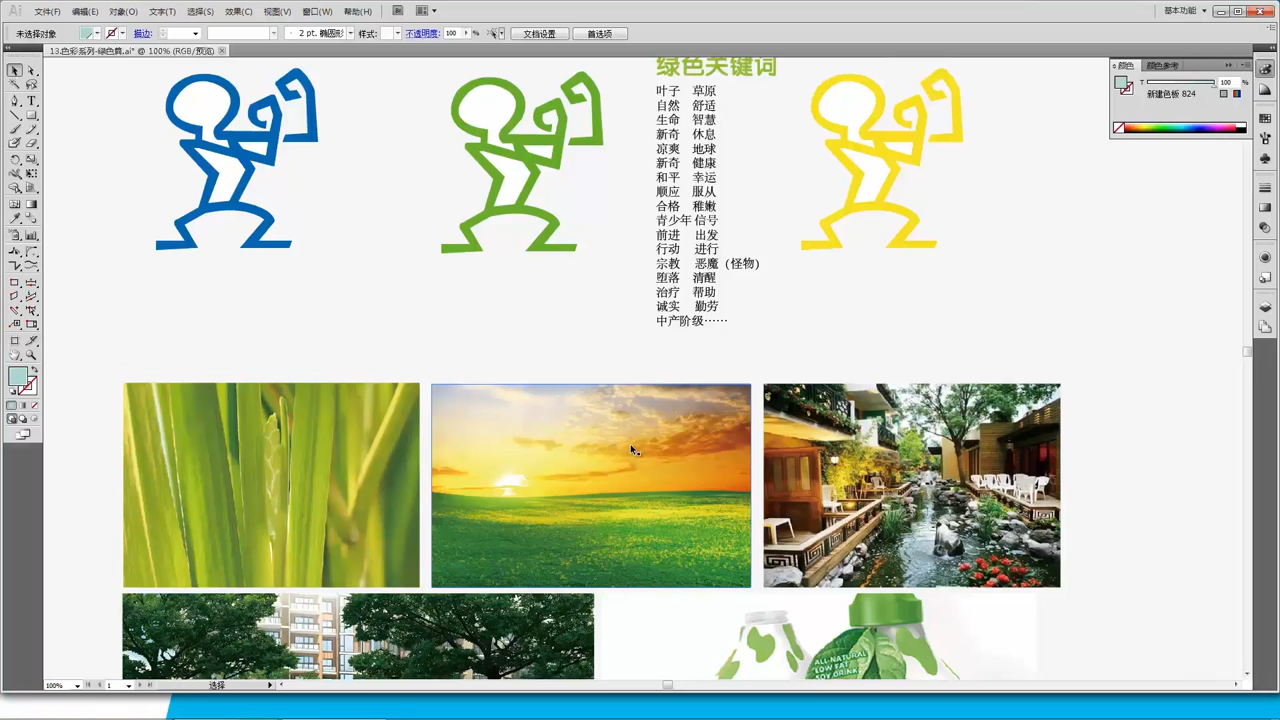 Ai 文件(F) 编辑(E) 对象(O) 文字(T) 选择(S) 效果(C) 视图(V) 窗口(W) 帮助(H) Br 基本功能
未选择对象 描边: 2 pt. 椭圆形 样式: 不透明度: 100 % 文档设置 首选项
13.色彩系列-绿色篇.ai* @ 100% (RGB/预览)
颜色 颜色参考
T 100 %
新建色板 824
绿色关键词
叶子 草原
自然 舒适
生命 智慧
新奇 休息
凉爽 地球
新奇 健康
和平 幸运
顺应 服从
合格 稚嫩
青少年 信号
前进 出发
行动 进行
宗教 恶魔（怪物）
堕落 清醒
治疗 帮助
诚实 勤劳
中产阶级……
ALL-NATURAL
LOW FAT
SOY DRINK
100% 1 选择